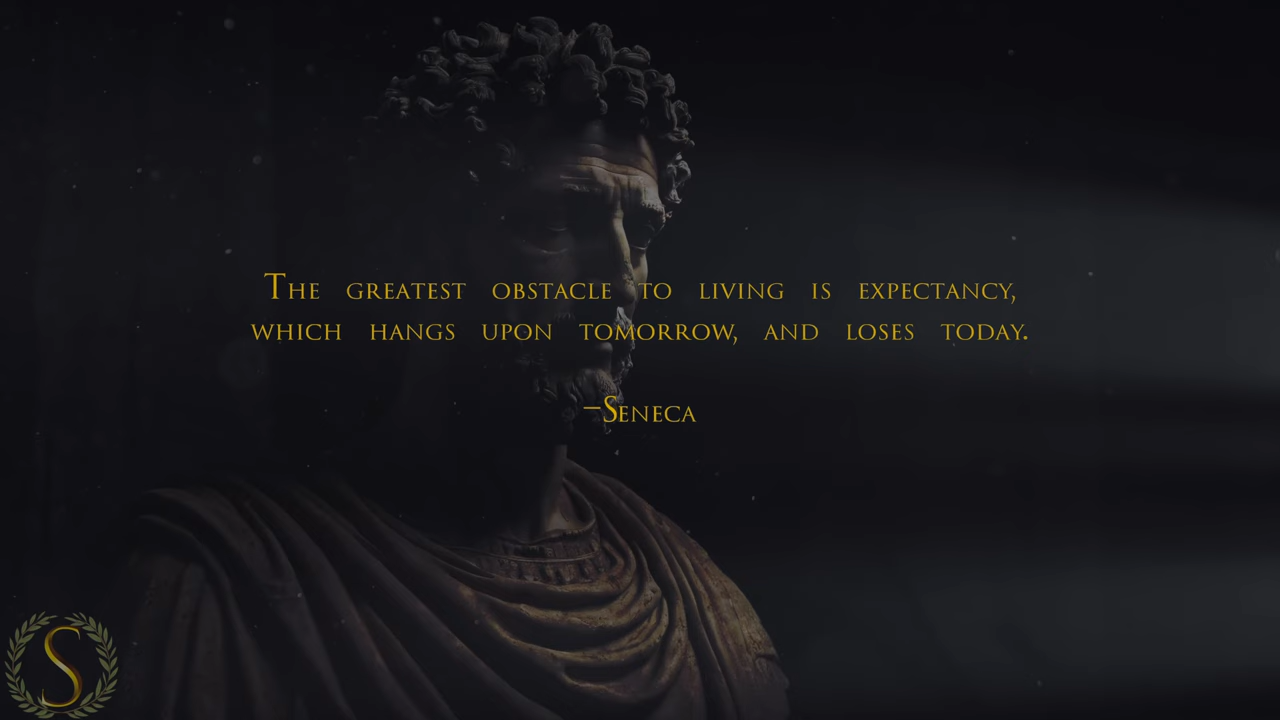 The greatest obstacle to living is expectancy,
which hangs upon tomorrow, and loses today.
–Seneca
S